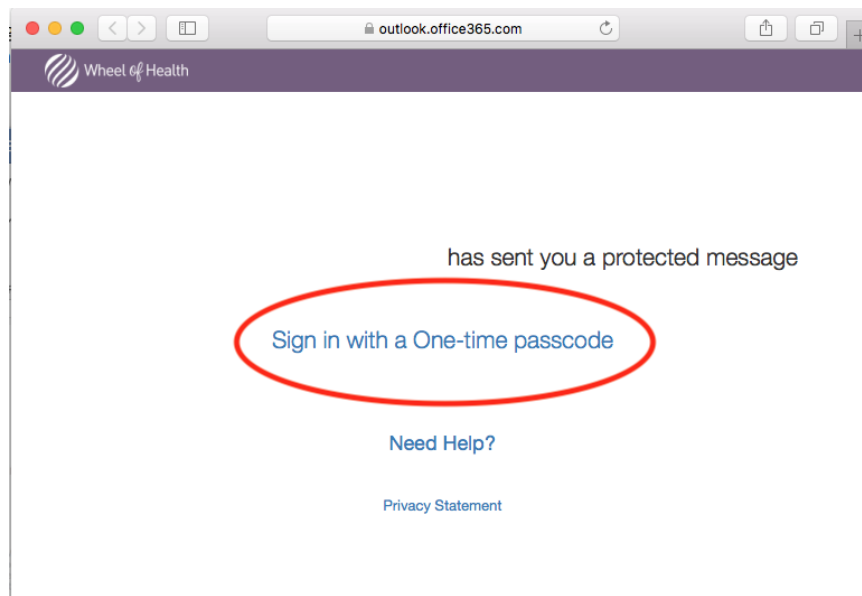 outlook.office365.com
Wheel of Health
has sent you a protected message
Sign in with a One-time passcode
Need Help?
Privacy Statement